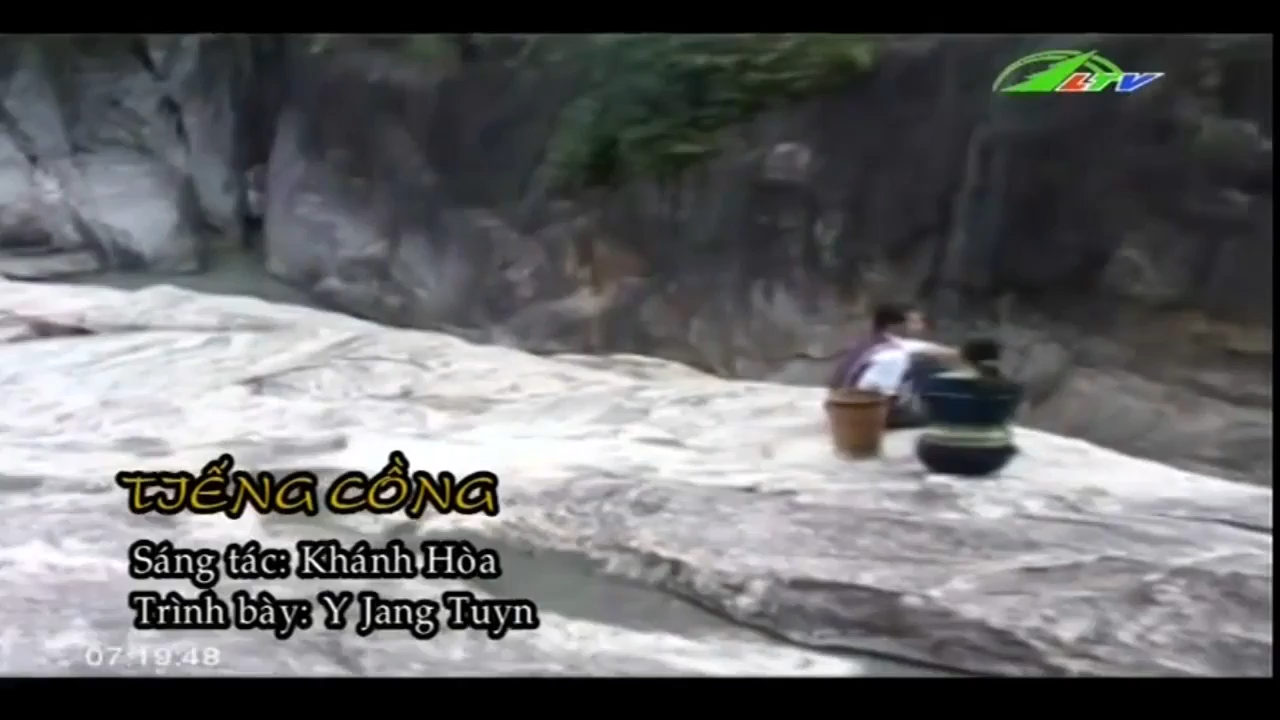 LTV
TIẾNG CỒNG
Sáng tác: Khánh Hòa
Trình bày: Y Jang Tuyn
07:19:48